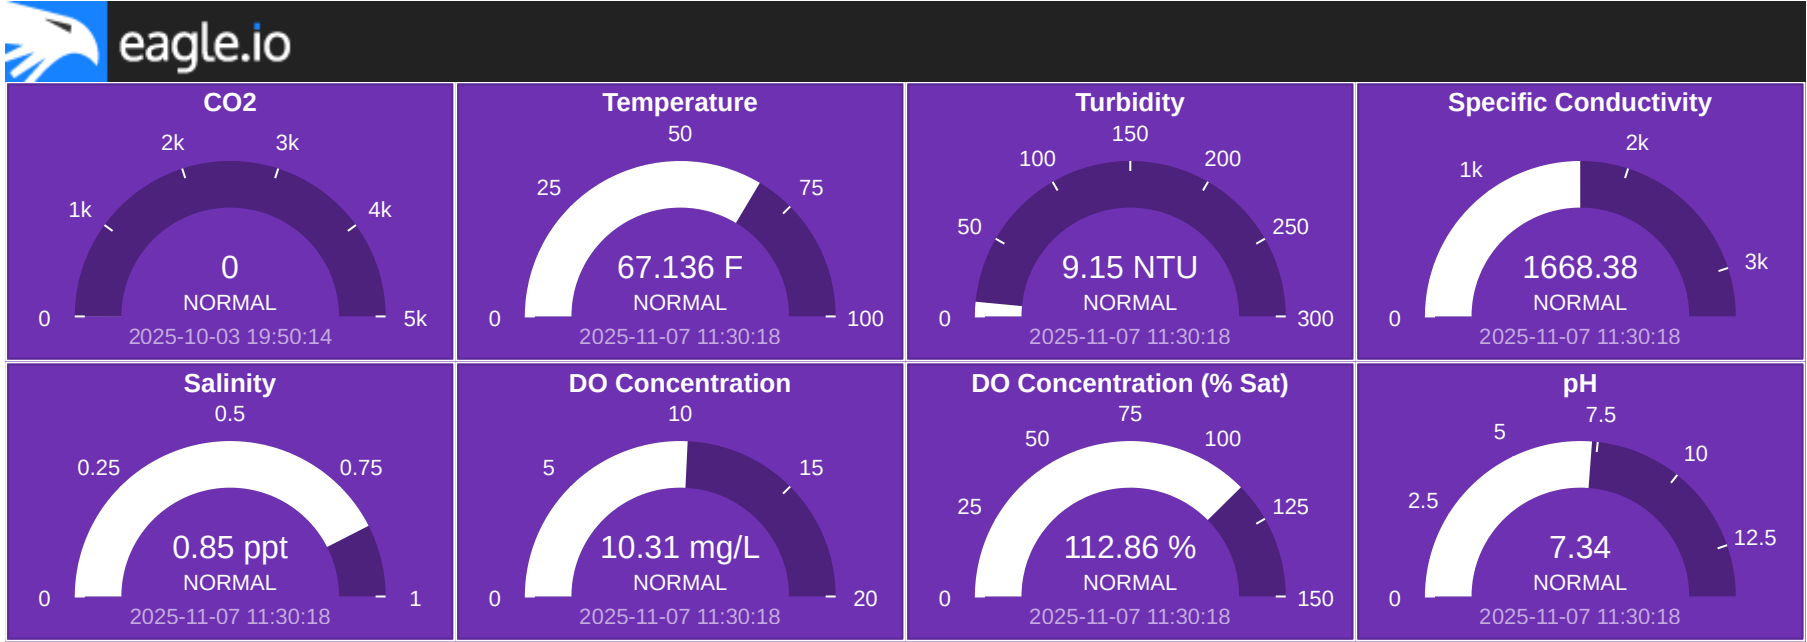 eagle.io
CO2
0
1k
2k
3k
4k
5k
0
NORMAL
2025-10-03 19:50:14
Temperature
0
25
50
75
100
67.136 F
NORMAL
2025-11-07 11:30:18
Turbidity
0
50
100
150
200
250
300
9.15 NTU
NORMAL
2025-11-07 11:30:18
Specific Conductivity
0
1k
2k
3k
1668.38
NORMAL
2025-11-07 11:30:18
Salinity
0
0.25
0.5
0.75
1
0.85 ppt
NORMAL
2025-11-07 11:30:18
DO Concentration
0
5
10
15
20
10.31 mg/L
NORMAL
2025-11-07 11:30:18
DO Concentration (% Sat)
0
25
50
75
100
125
150
112.86 %
NORMAL
2025-11-07 11:30:18
pH
0
2.5
5
7.5
10
12.5
7.34
NORMAL
2025-11-07 11:30:18